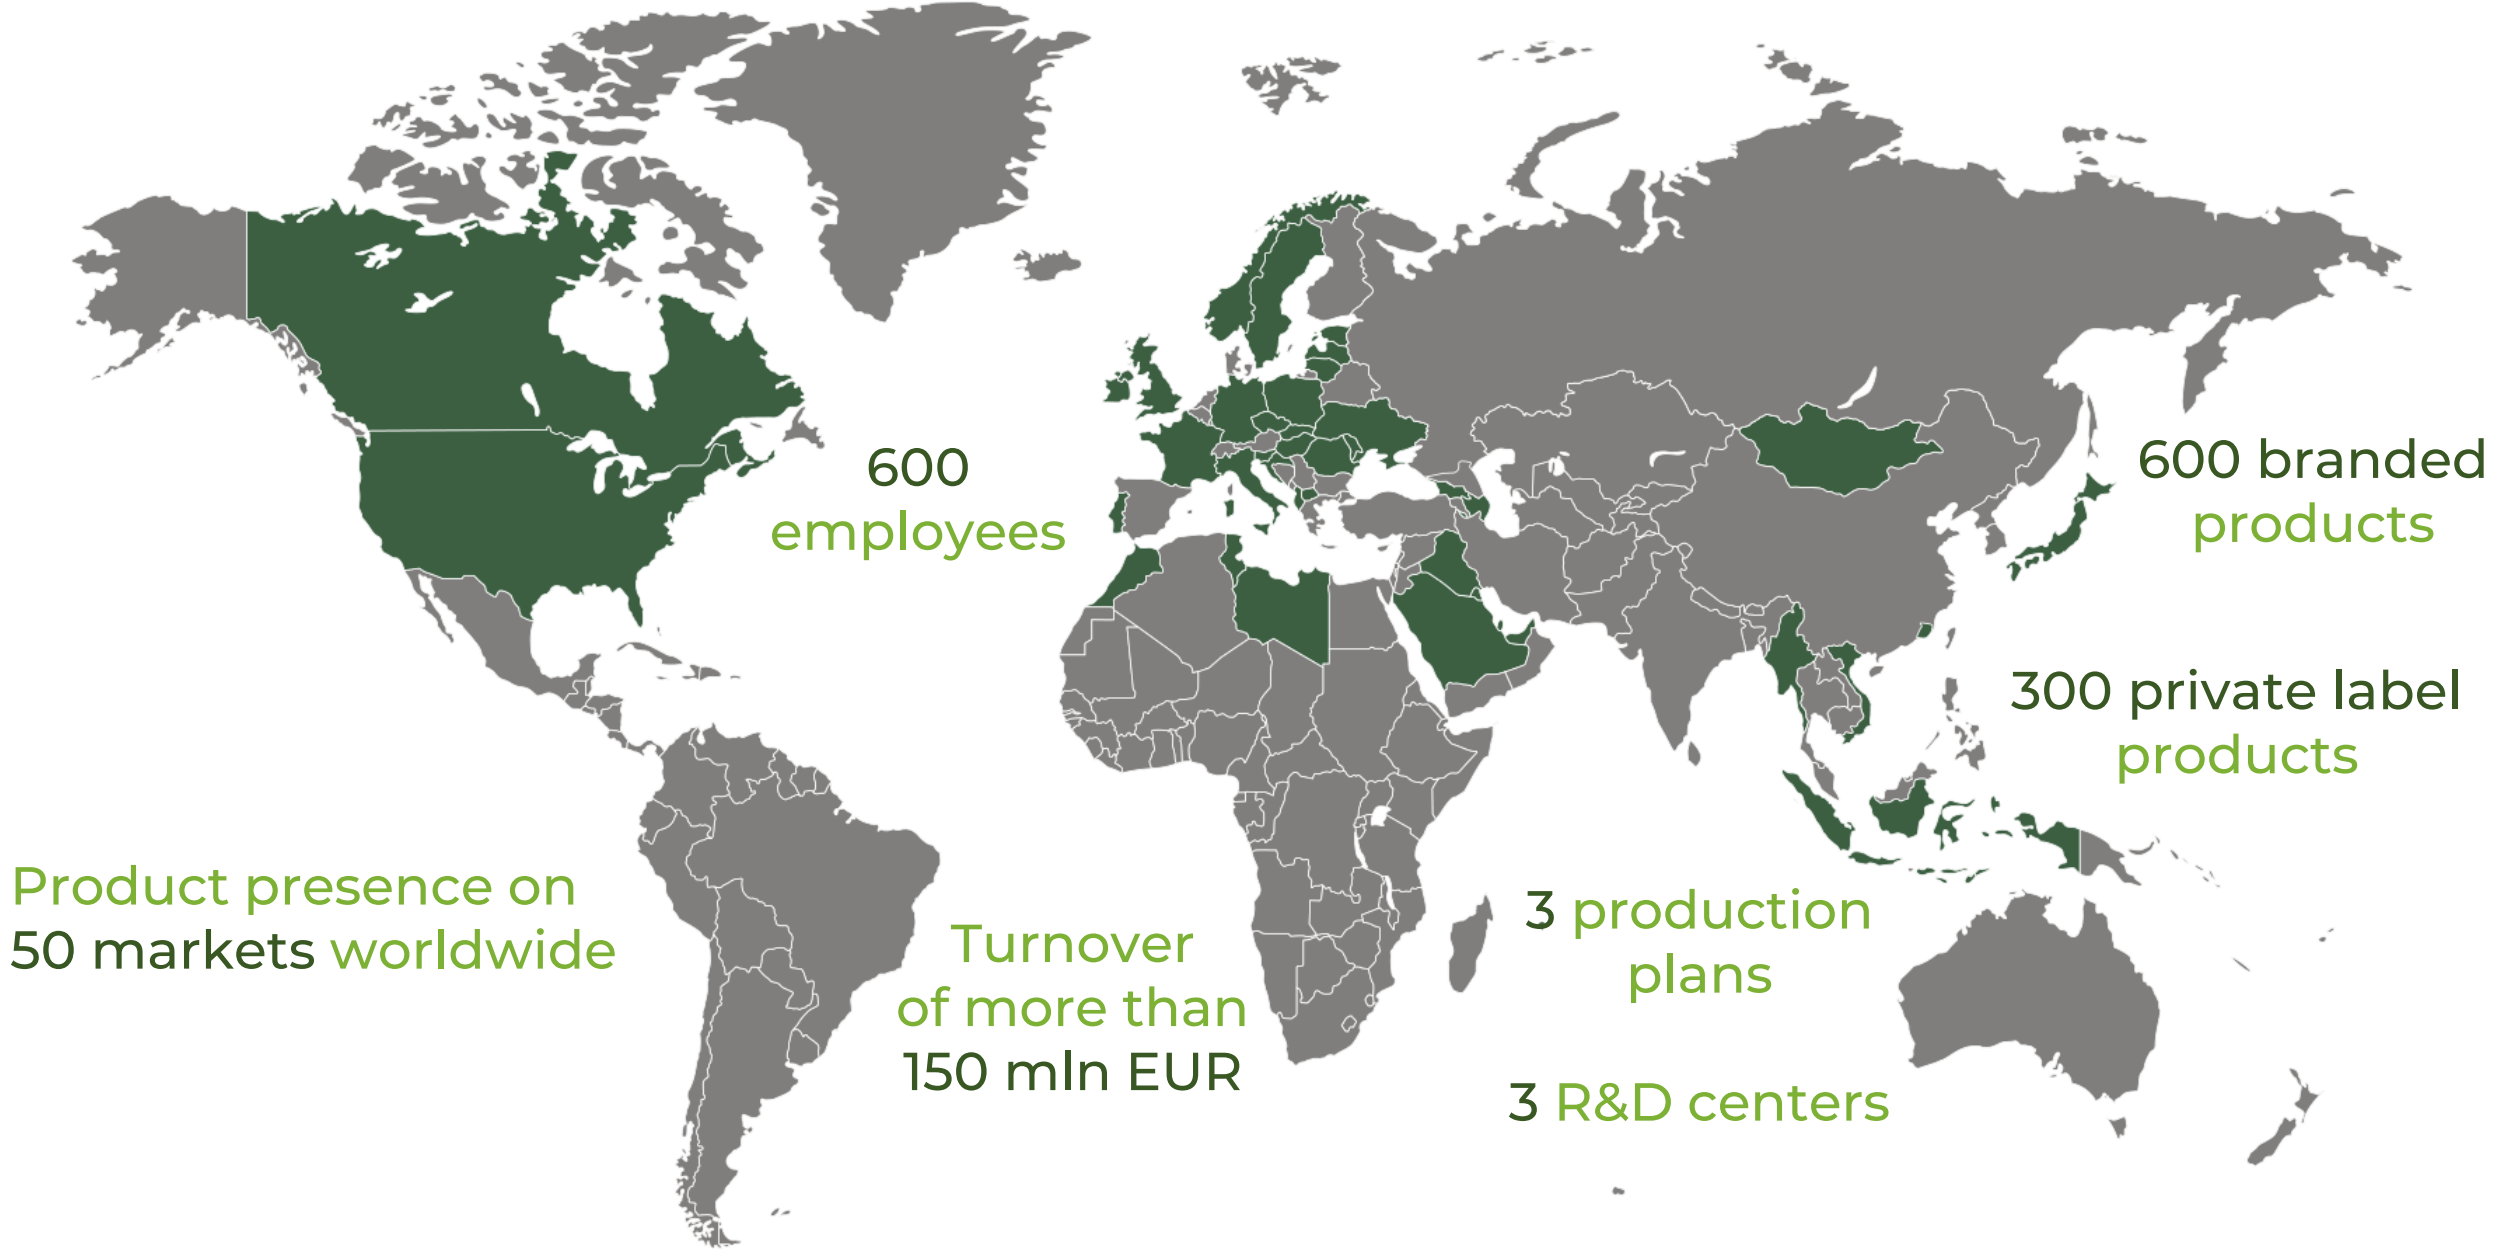 600
employees
600 branded
products
300 private label
products
Product presence on
50 markets worldwide
Turnover
of more than
150 mln EUR
3 production
plans
3 R&D centers